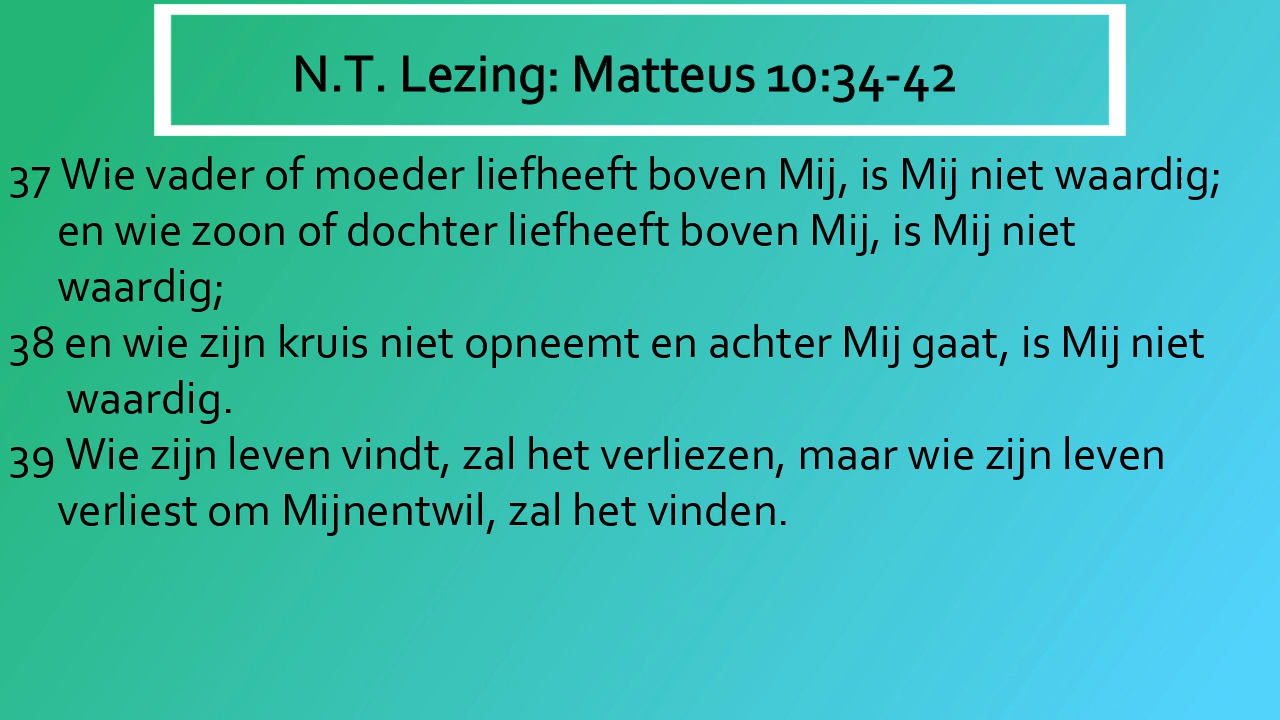 N.T. Lezing: Matteus 10:34-42
37 Wie vader of moeder liefheeft boven Mij, is Mij niet waardig;
en wie zoon of dochter liefheeft boven Mij, is Mij niet
waardig;
38 en wie zijn kruis niet opneemt en achter Mij gaat, is Mij niet
waardig.
39 Wie zijn leven vindt, zal het verliezen, maar wie zijn leven
verliest om Mijnentwil, zal het vinden.